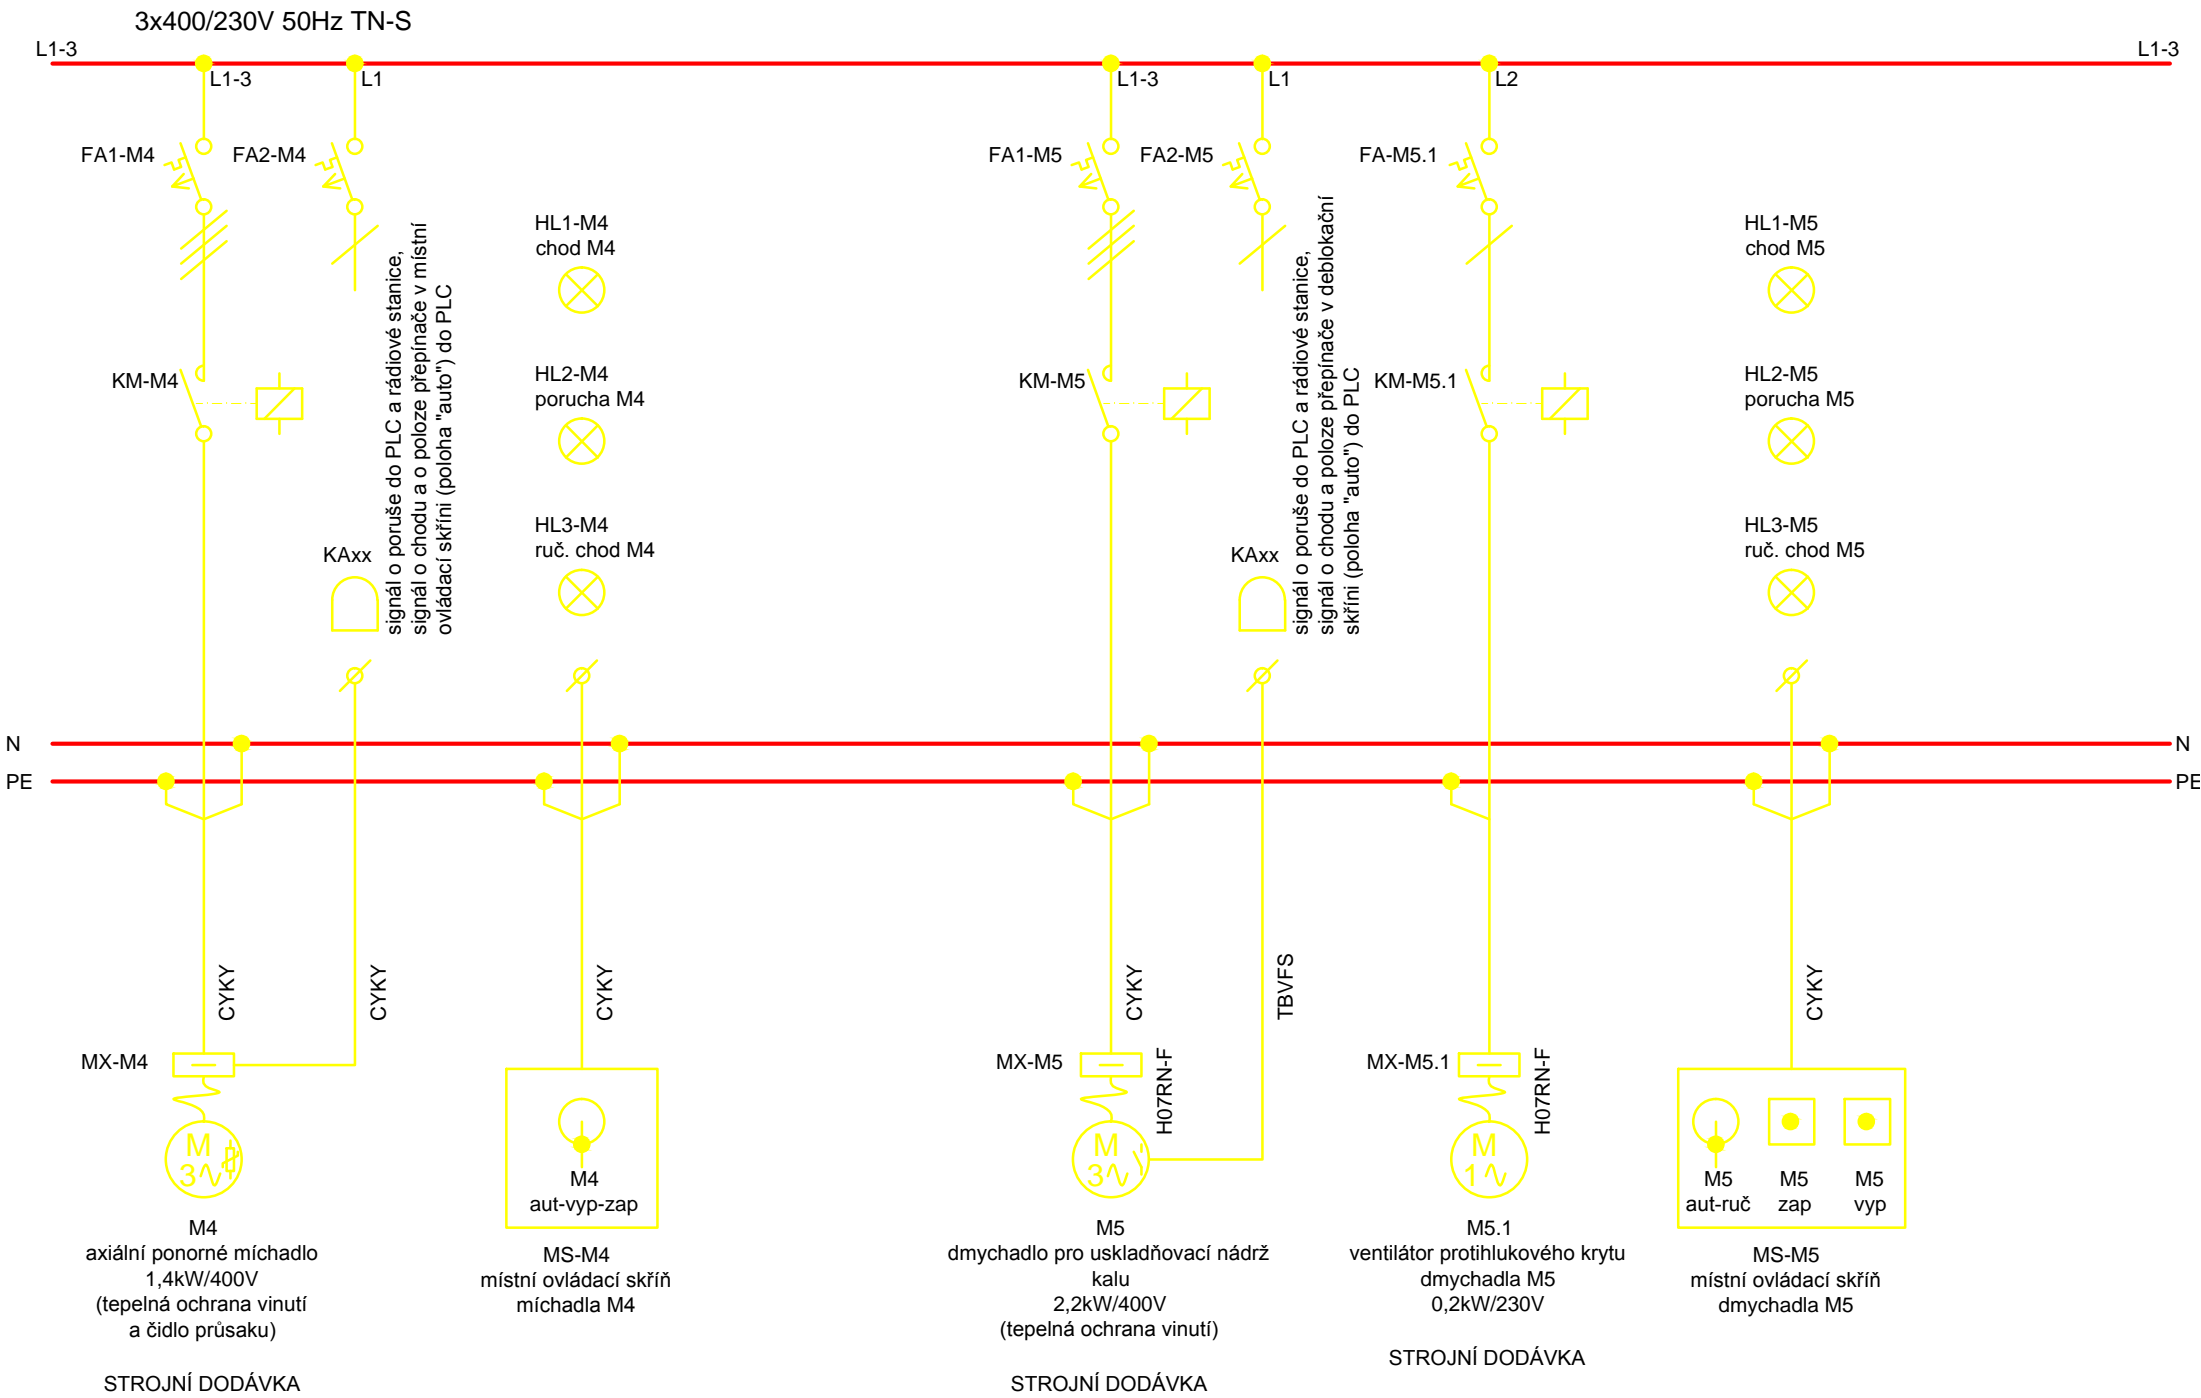 3x400/230V 50Hz TN-S
L1-3
L1-3
L1-3
L1
L1-3
L1
L2
FA1-M4
FA2-M4
FA1-M5
FA2-M5
FA-M5.1
HL1-M4
chod M4
HL1-M5
chod M5
signál o poruše do PLC a rádiové stanice,
signál o chodu a o poloze přepínače v místní
ovládací skříni (poloha "auto") do PLC
signál o poruše do PLC a rádiové stanice,
signál o chodu a poloze přepínače v deblokační
skříni (poloha "auto") do PLC
KM-M4
HL2-M4
porucha M4
KM-M5
KM-M5.1
HL2-M5
porucha M5
KAxx
HL3-M4
ruč. chod M4
KAxx
HL3-M5
ruč. chod M5
N
N
PE
PE
CYKY
CYKY
CYKY
CYKY
TBVFS
CYKY
MX-M4
MX-M5
H07RN-F
MX-M5.1
H07RN-F
M
3
M
3
M
1
M4
aut-vyp-zap
M5
aut-ruč
M5
zap
M5
vyp
M4
axiální ponorné míchadlo
1,4kW/400V
(tepelná ochrana vinutí
a čidlo průsaku)
STROJNÍ DODÁVKA
MS-M4
místní ovládací skříň
míchadla M4
M5
dmychadlo pro uskladňovací nádrž
kalu
2,2kW/400V
(tepelná ochrana vinutí)
STROJNÍ DODÁVKA
M5.1
ventilátor protihlukového krytu
dmychadla M5
0,2kW/230V
STROJNÍ DODÁVKA
MS-M5
místní ovládací skříň
dmychadla M5